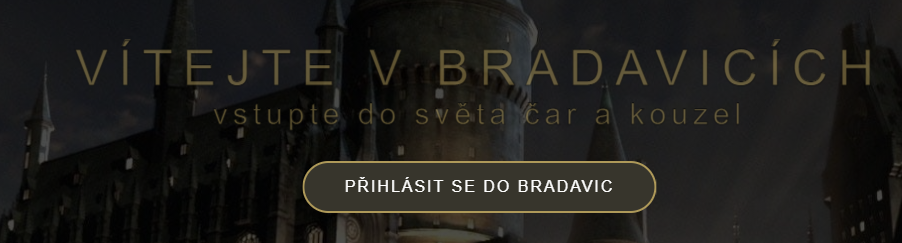 VÍTEJTE V BRADAVICÍCH
vstupte do světa čar a kouzel
PŘIHLÁSIT SE DO BRADAVIC